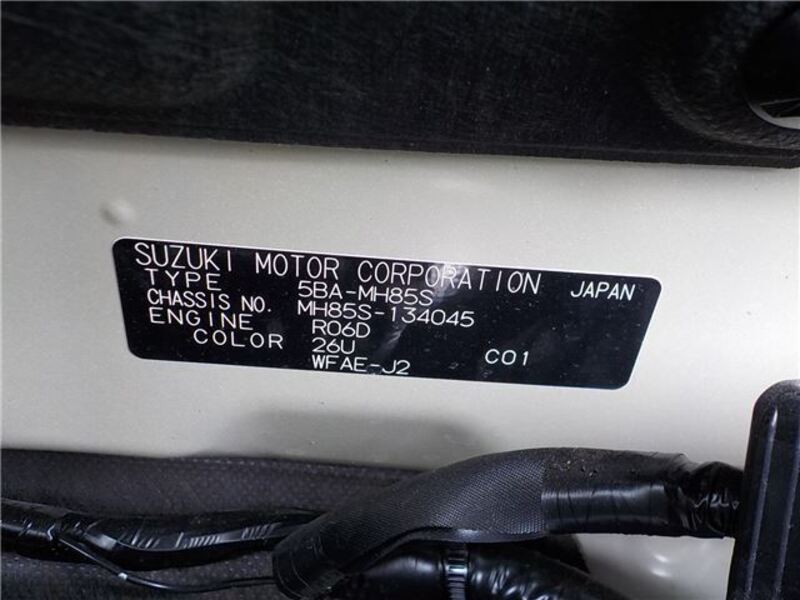 SUZUKI MOTOR CORPORATION JAPAN
TYPE 5BA-MH85S
CHASSIS NO. MH85S-134045
ENGINE R06D
COLOR 26U
WFAE-J2 C01